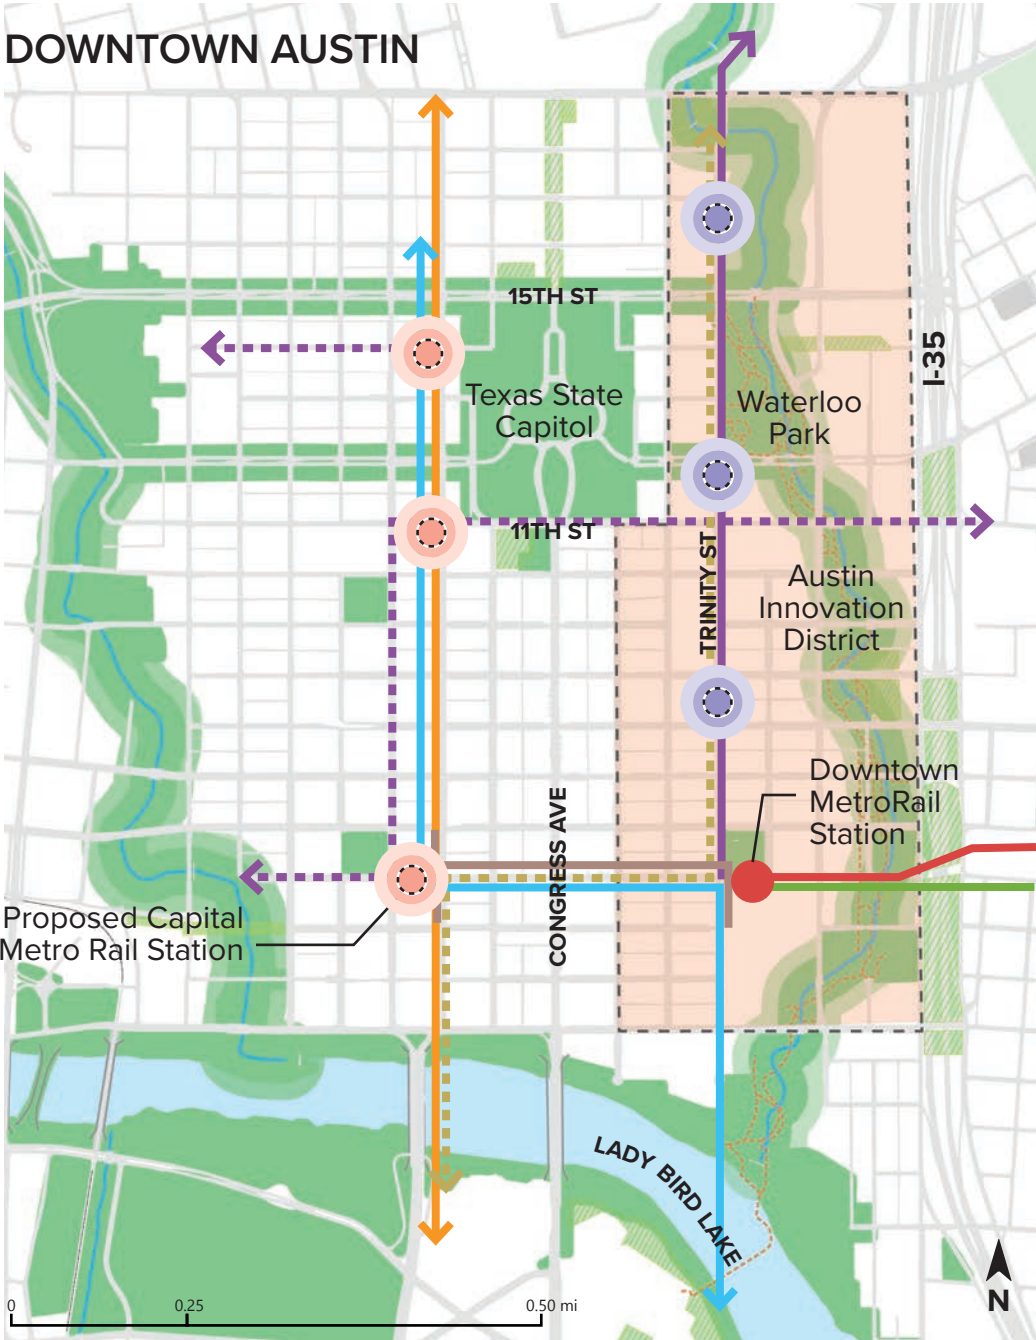 DOWNTOWN AUSTIN
15TH ST
I-35
Texas State
Capitol
Waterloo
Park
11TH ST
TRINITY ST
Austin
Innovation
District
Downtown
MetroRail
Station
CONGRESS AVE
Proposed Capital
Metro Rail Station
LADY BIRD LAKE
0
0.25
0.50 mi
N